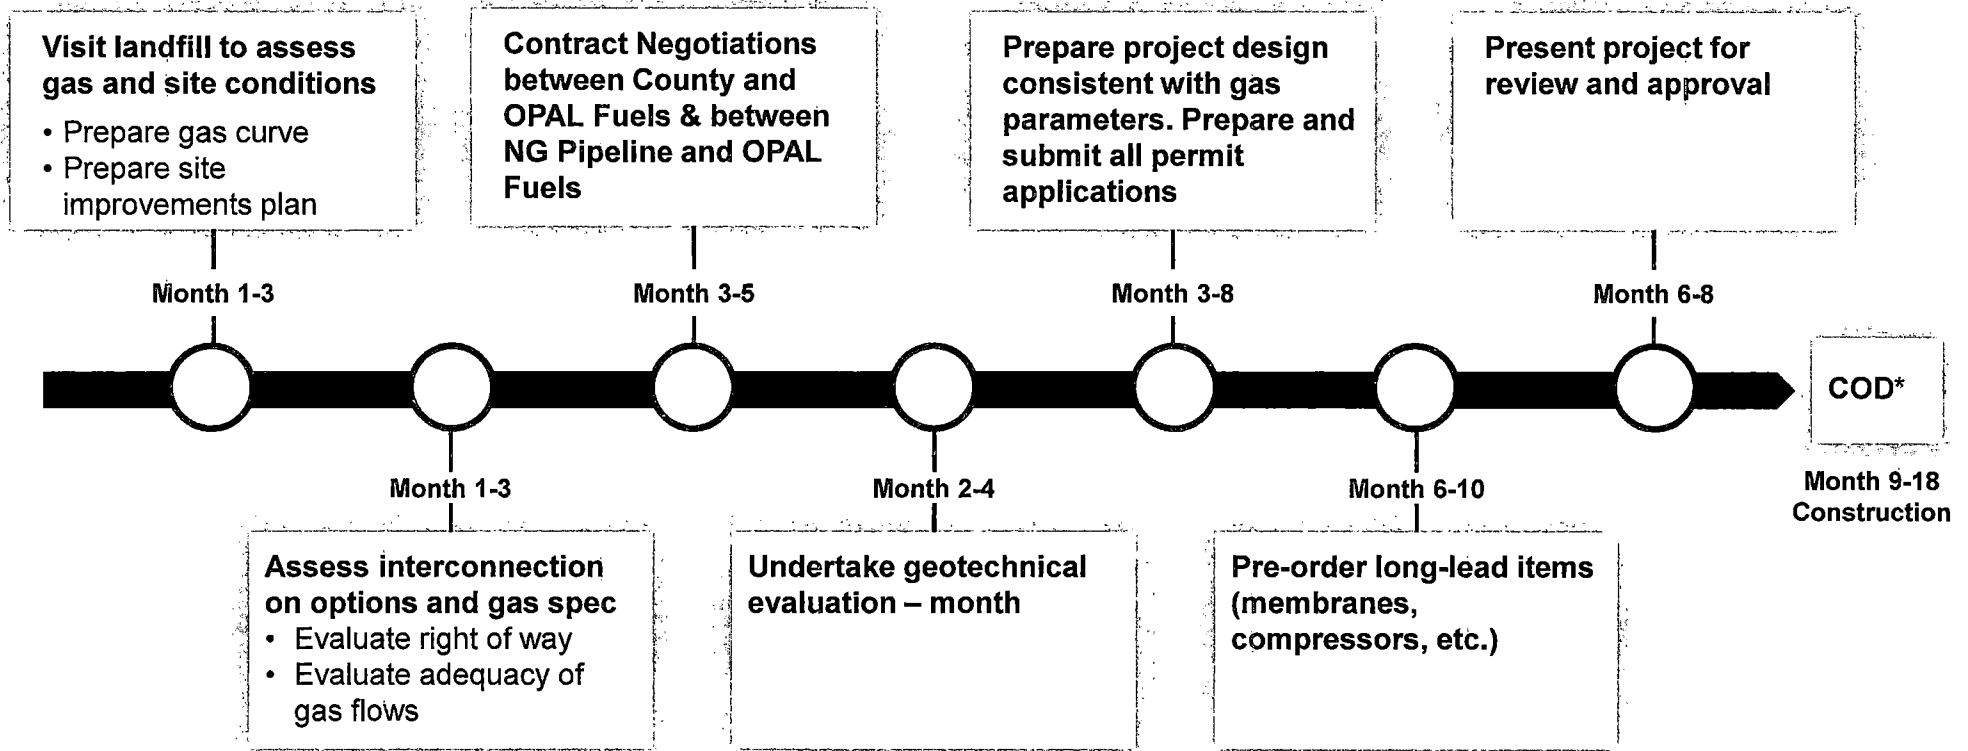 Visit landfill to assess
gas and site conditions
• Prepare gas curve
• Prepare site
improvements plan
Month 1-3
Contract Negotiations
between County and
OPAL Fuels & between
NG Pipeline and OPAL
Fuels
Month 3-5
Prepare project design
consistent with gas
parameters. Prepare and
submit all permit
applications
Month 3-8
Present project for
review and approval
Month 6-8
COD*
Month 9-18
Construction
Month 1-3
Assess interconnection
on options and gas spec
• Evaluate right of way
• Evaluate adequacy of
gas flows
Month 2-4
Undertake geotechnical
evaluation – month
Month 6-10
Pre-order long-lead items
(membranes,
compressors, etc.)